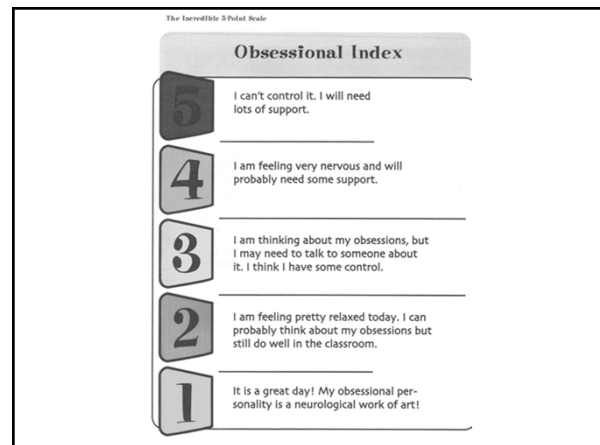 The Incredible 5-Point Scale
Obsessional Index
5
I can't control it. I will need
lots of support.
4
I am feeling very nervous and will
probably need some support.
3
I am thinking about my obsessions, but
I may need to talk to someone about
it. I think I have some control.
2
I am feeling pretty relaxed today. I can
probably think about my obsessions but
still do well in the classroom.
1
It is a great day! My obsessional per-
sonality is a neurological work of art!